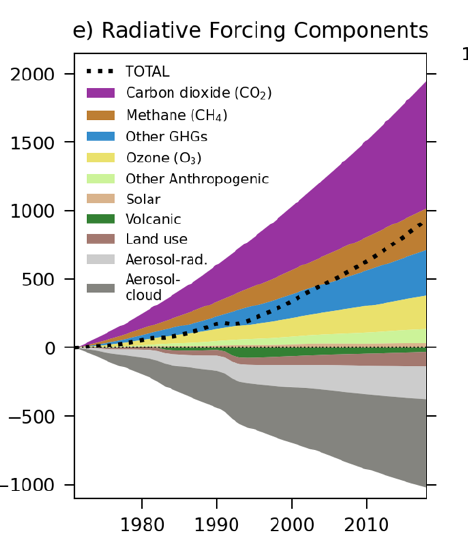 e) Radiative Forcing Components
1
2000
1500
1000
500
0
−500
−1000
TOTAL
Carbon dioxide (CO₂)
Methane (CH₄)
Other GHGs
Ozone (O₃)
Other Anthropogenic
Solar
Volcanic
Land use
Aerosol-rad.
Aerosol-
cloud
1980 1990 2000 2010